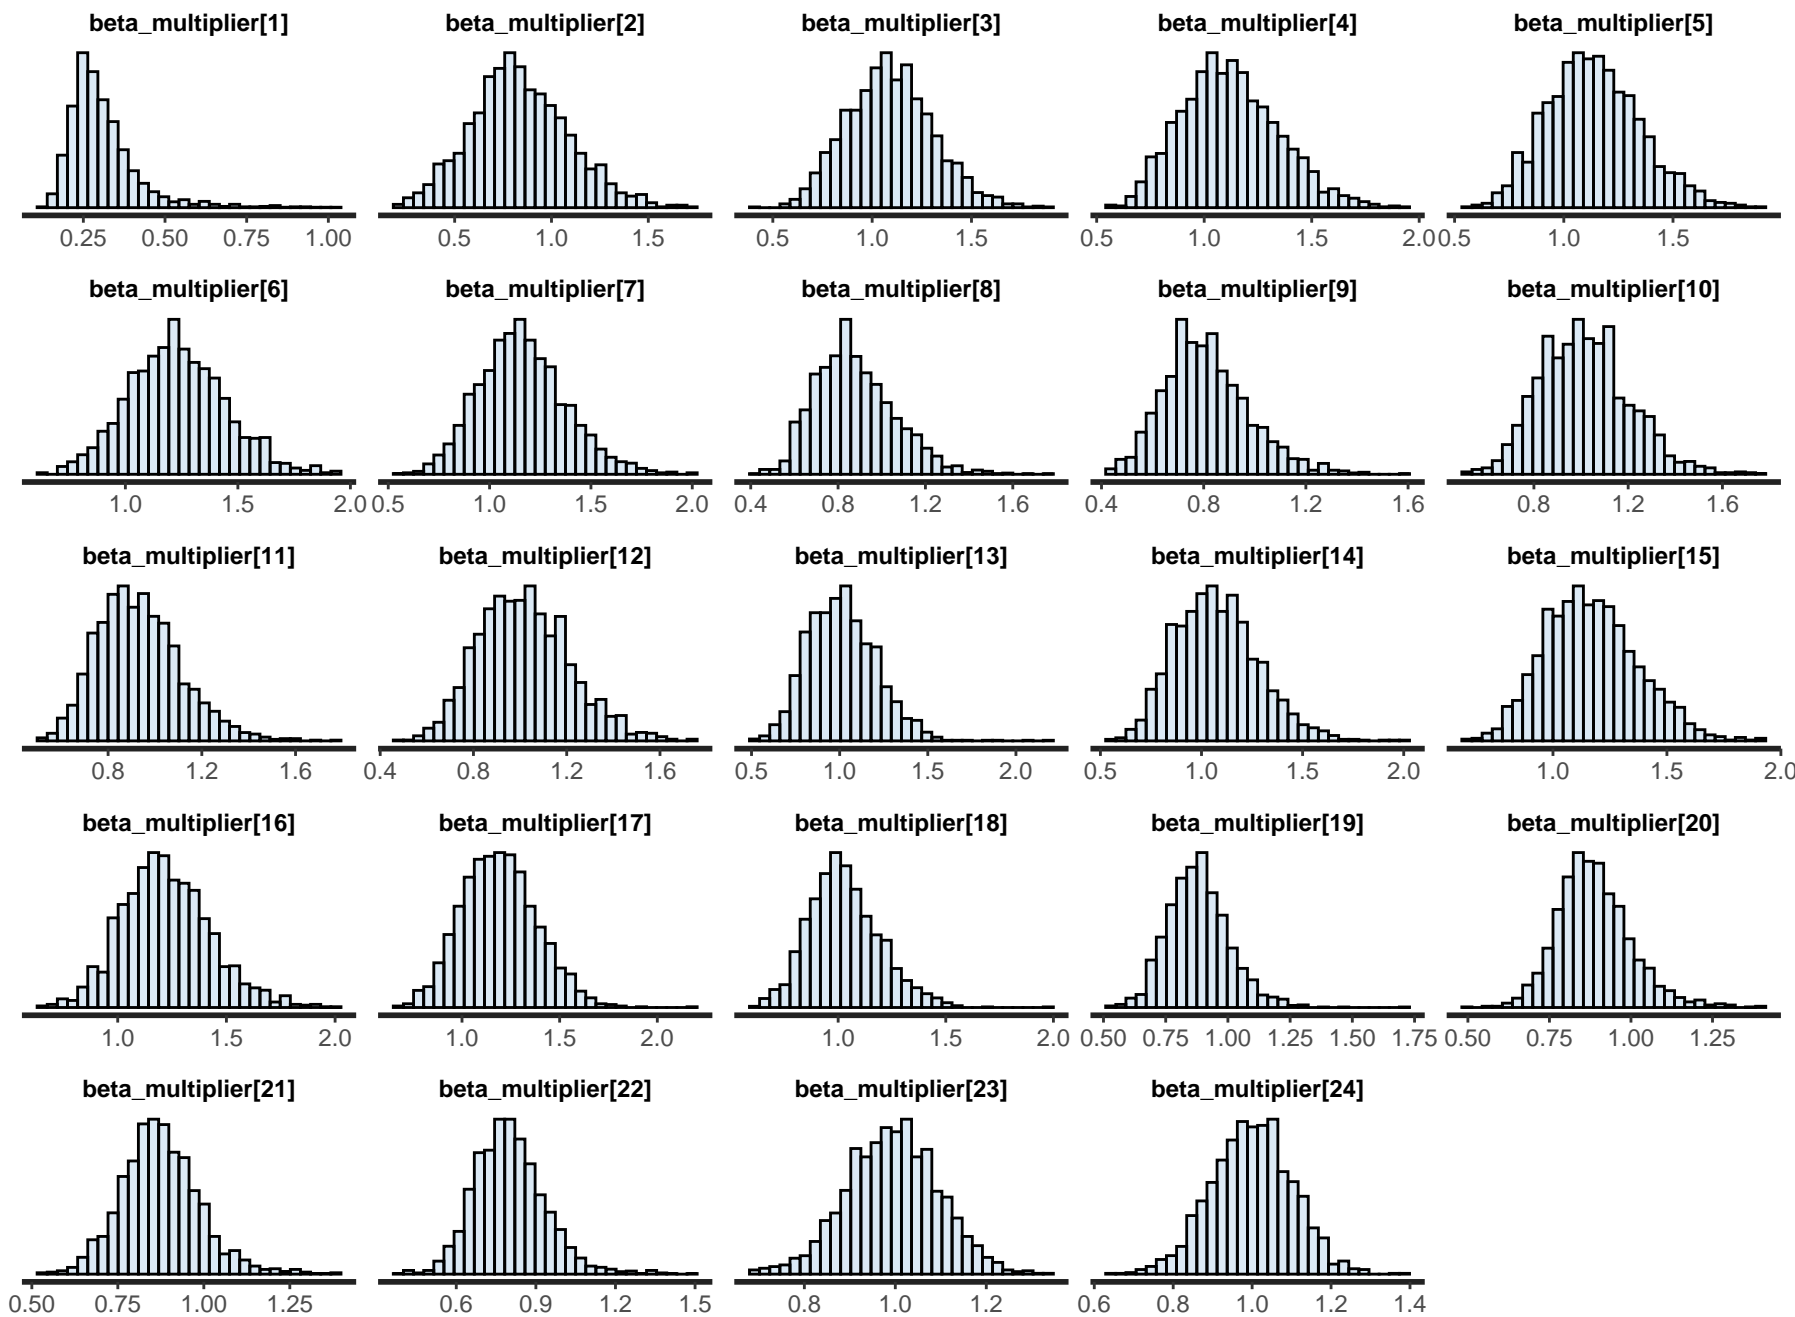 beta_multiplier[1] beta_multiplier[2] beta_multiplier[3] beta_multiplier[4] beta_multiplier[5]
0.25 0.50 0.75 1.00 0.5 1.0 1.5 0.5 1.0 1.5 0.5 1.0 1.5 2.0 0.5 1.0 1.5
beta_multiplier[6] beta_multiplier[7] beta_multiplier[8] beta_multiplier[9] beta_multiplier[10]
1.0 1.5 2.0 0.5 1.0 1.5 2.0 0.4 0.8 1.2 1.6 0.4 0.8 1.2 1.6 0.8 1.2 1.6
beta_multiplier[11] beta_multiplier[12] beta_multiplier[13] beta_multiplier[14] beta_multiplier[15]
0.8 1.2 1.6 0.4 0.8 1.2 1.6 0.5 1.0 1.5 2.0 0.5 1.0 1.5 2.0 1.0 1.5 2.0
beta_multiplier[16] beta_multiplier[17] beta_multiplier[18] beta_multiplier[19] beta_multiplier[20]
1.0 1.5 2.0 1.0 1.5 2.0 1.0 1.5 2.0 0.50 0.75 1.00 1.25 1.50 1.75 0.50 0.75 1.00 1.25
beta_multiplier[21] beta_multiplier[22] beta_multiplier[23] beta_multiplier[24]
0.50 0.75 1.00 1.25 0.6 0.9 1.2 1.5 0.8 1.0 1.2 0.6 0.8 1.0 1.2 1.4